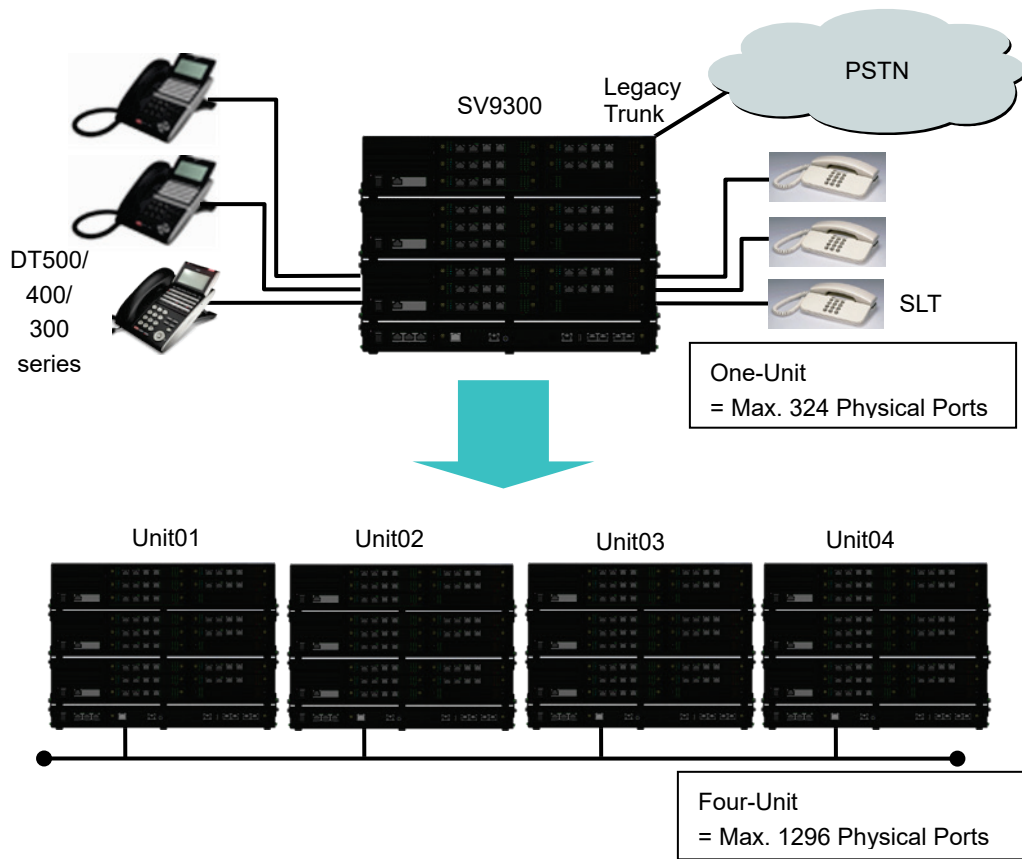 PSTN
Legacy
Trunk
SV9300
DT500/
400/
300
series
SLT
One-Unit
= Max. 324 Physical Ports
Unit01
Unit02
Unit03
Unit04
Four-Unit
= Max. 1296 Physical Ports